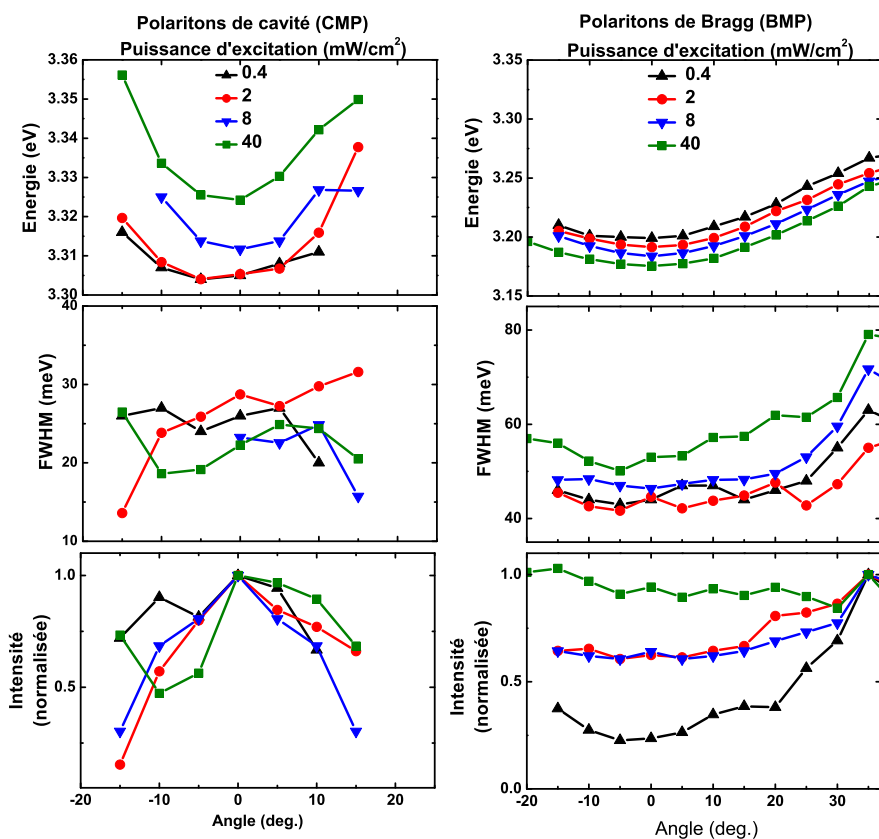 Polaritons de cavité (CMP)
Puissance d'excitation (mW/cm²)
0.4
2
8
40
3.36
3.35
3.34
3.33
3.32
3.31
3.30
Energie (eV)
40
30
20
10
FWHM (meV)
1.0
0.5
Intensité
(normalisée)
-20 -10 0 10 20
Angle (deg.)
Polaritons de Bragg (BMP)
Puissance d'excitation (mW/cm²)
0.4
2
8
40
3.35
3.30
3.25
3.20
3.15
Energie (eV)
80
60
40
FWHM (meV)
1.0
0.5
0.0
Intensité
(normalisée)
-20 -10 0 10 20 30
Angle (deg.)